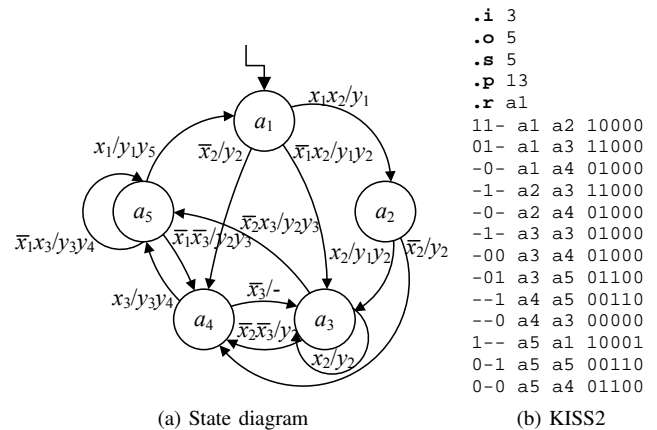 x̅₂/y₂
x₁x₂/y₁
a₁
x₁/y₁y₅
x̅₁x₂/y₁y₂
a₅
x̅₂x₃/y₂y₃
a₂
x̅₁x₃/y₃y₄
x̅₁x̅₃/y₂y₃
x₂/y₁y₂
x̅₂/y₂
x₃/y₃y₄
x̅₃/-
a₄
a₃
x̅₂x̅₃/y₂
x₂/y₂
(a) State diagram
.i 3
.o 5
.s 5
.p 13
.r a1
11- a1 a2 10000
01- a1 a3 11000
-0- a1 a4 01000
-1- a2 a3 11000
-0- a2 a4 01000
-1- a3 a3 01000
-00 a3 a4 01000
-01 a3 a5 01100
--1 a4 a5 00110
--0 a4 a3 00000
1-- a5 a1 10001
0-1 a5 a5 00110
0-0 a5 a4 01100
(b) KISS2